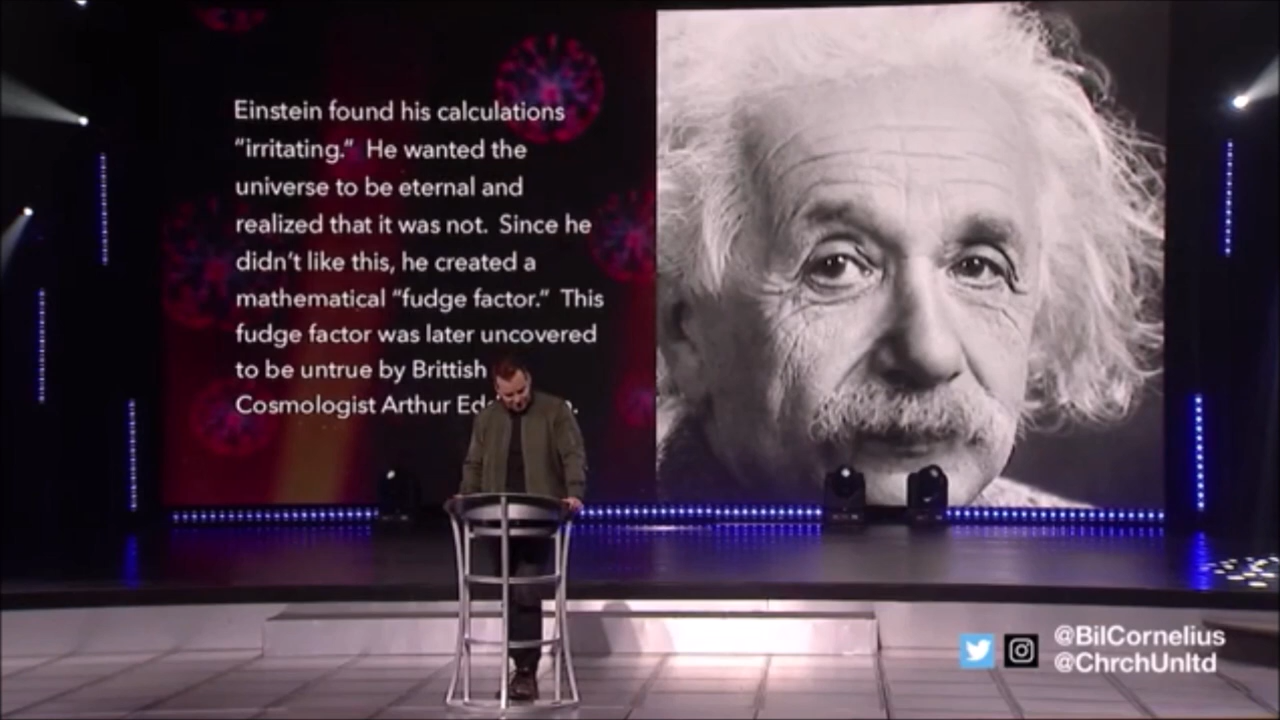 Einstein found his calculations
“irritating.” He wanted the
universe to be eternal and
realized that it was not. Since he
didn’t like this, he created a
mathematical “fudge factor.” This
fudge factor was later uncovered
to be untrue by Brittish
Cosmologist Arthur
@BilCornelius
@ChrchUnltd